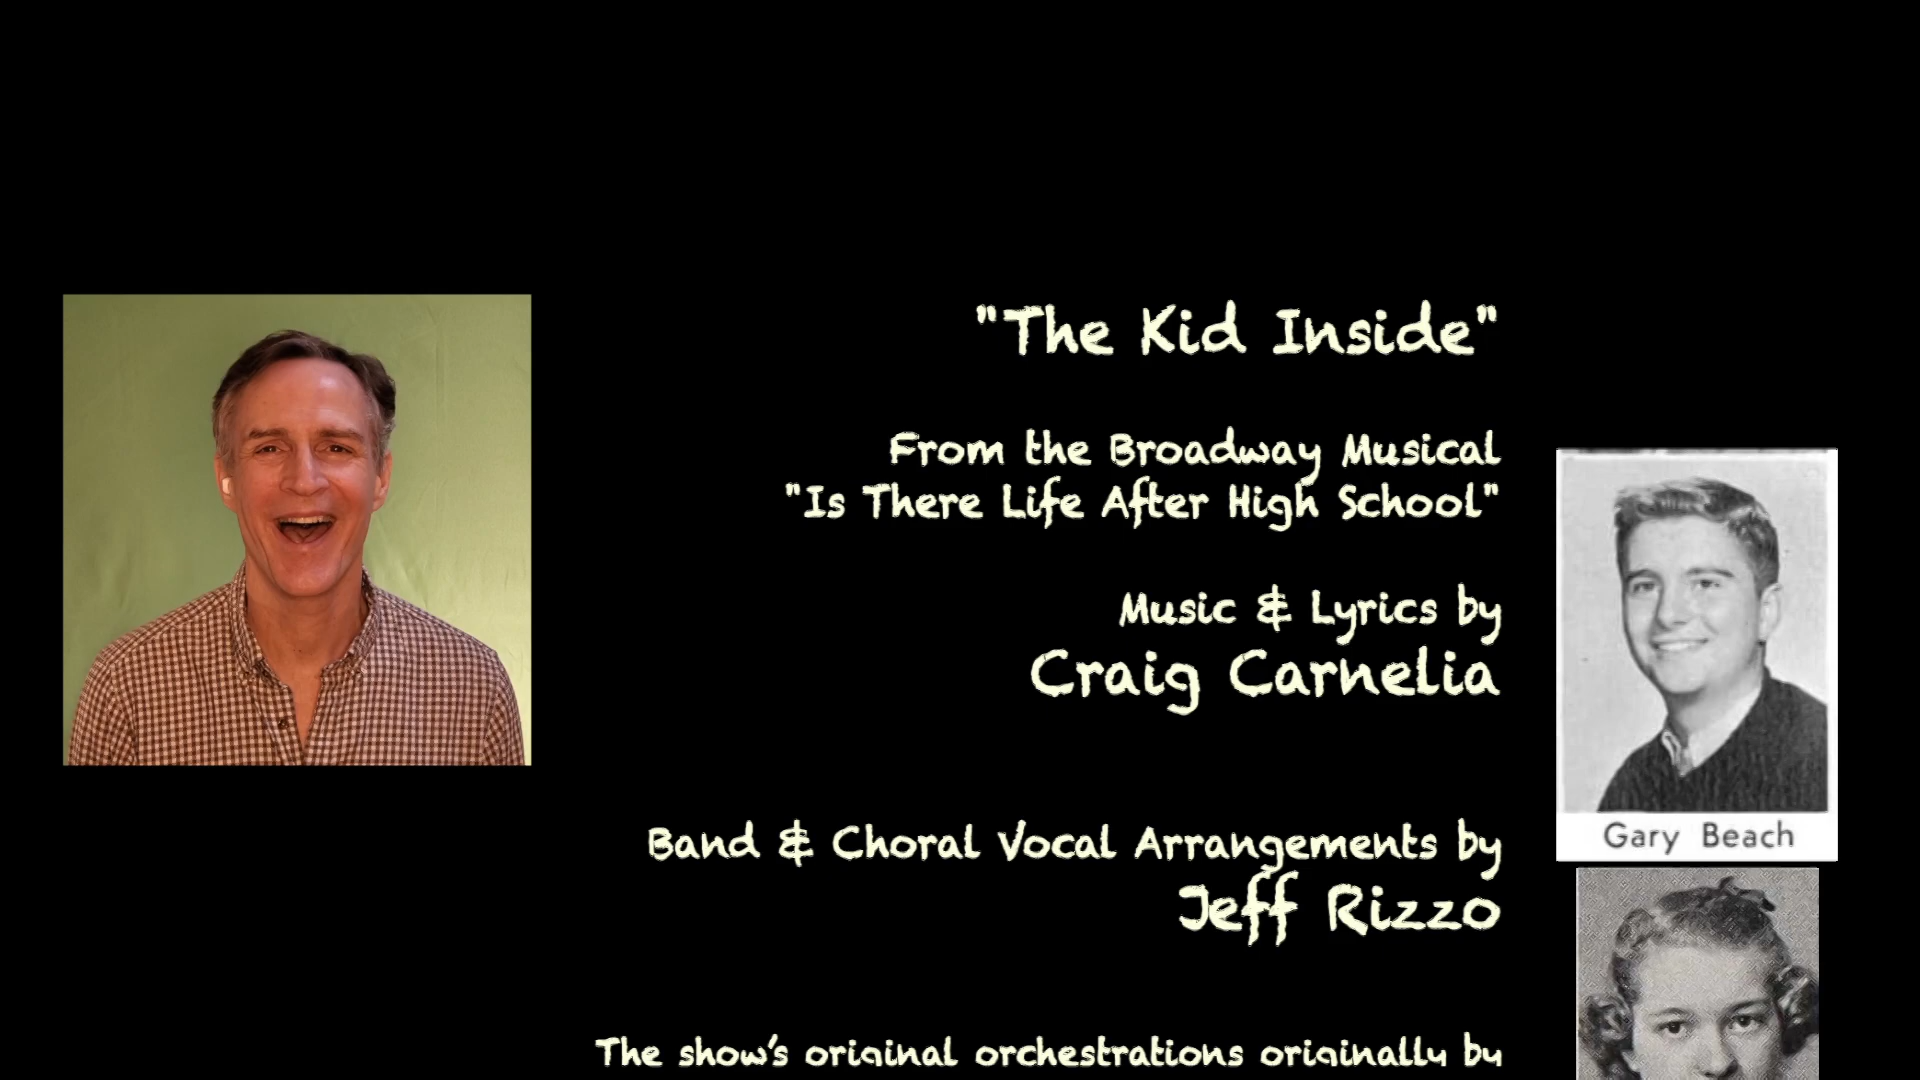 "The Kid Inside"
From the Broadway Musical
"Is There Life After High School"
Music & Lyrics by
Craig Carnelia
Band & Choral Vocal Arrangements by
Jeff Rizzo
Gary Beach
The show's original orchestrations originally by